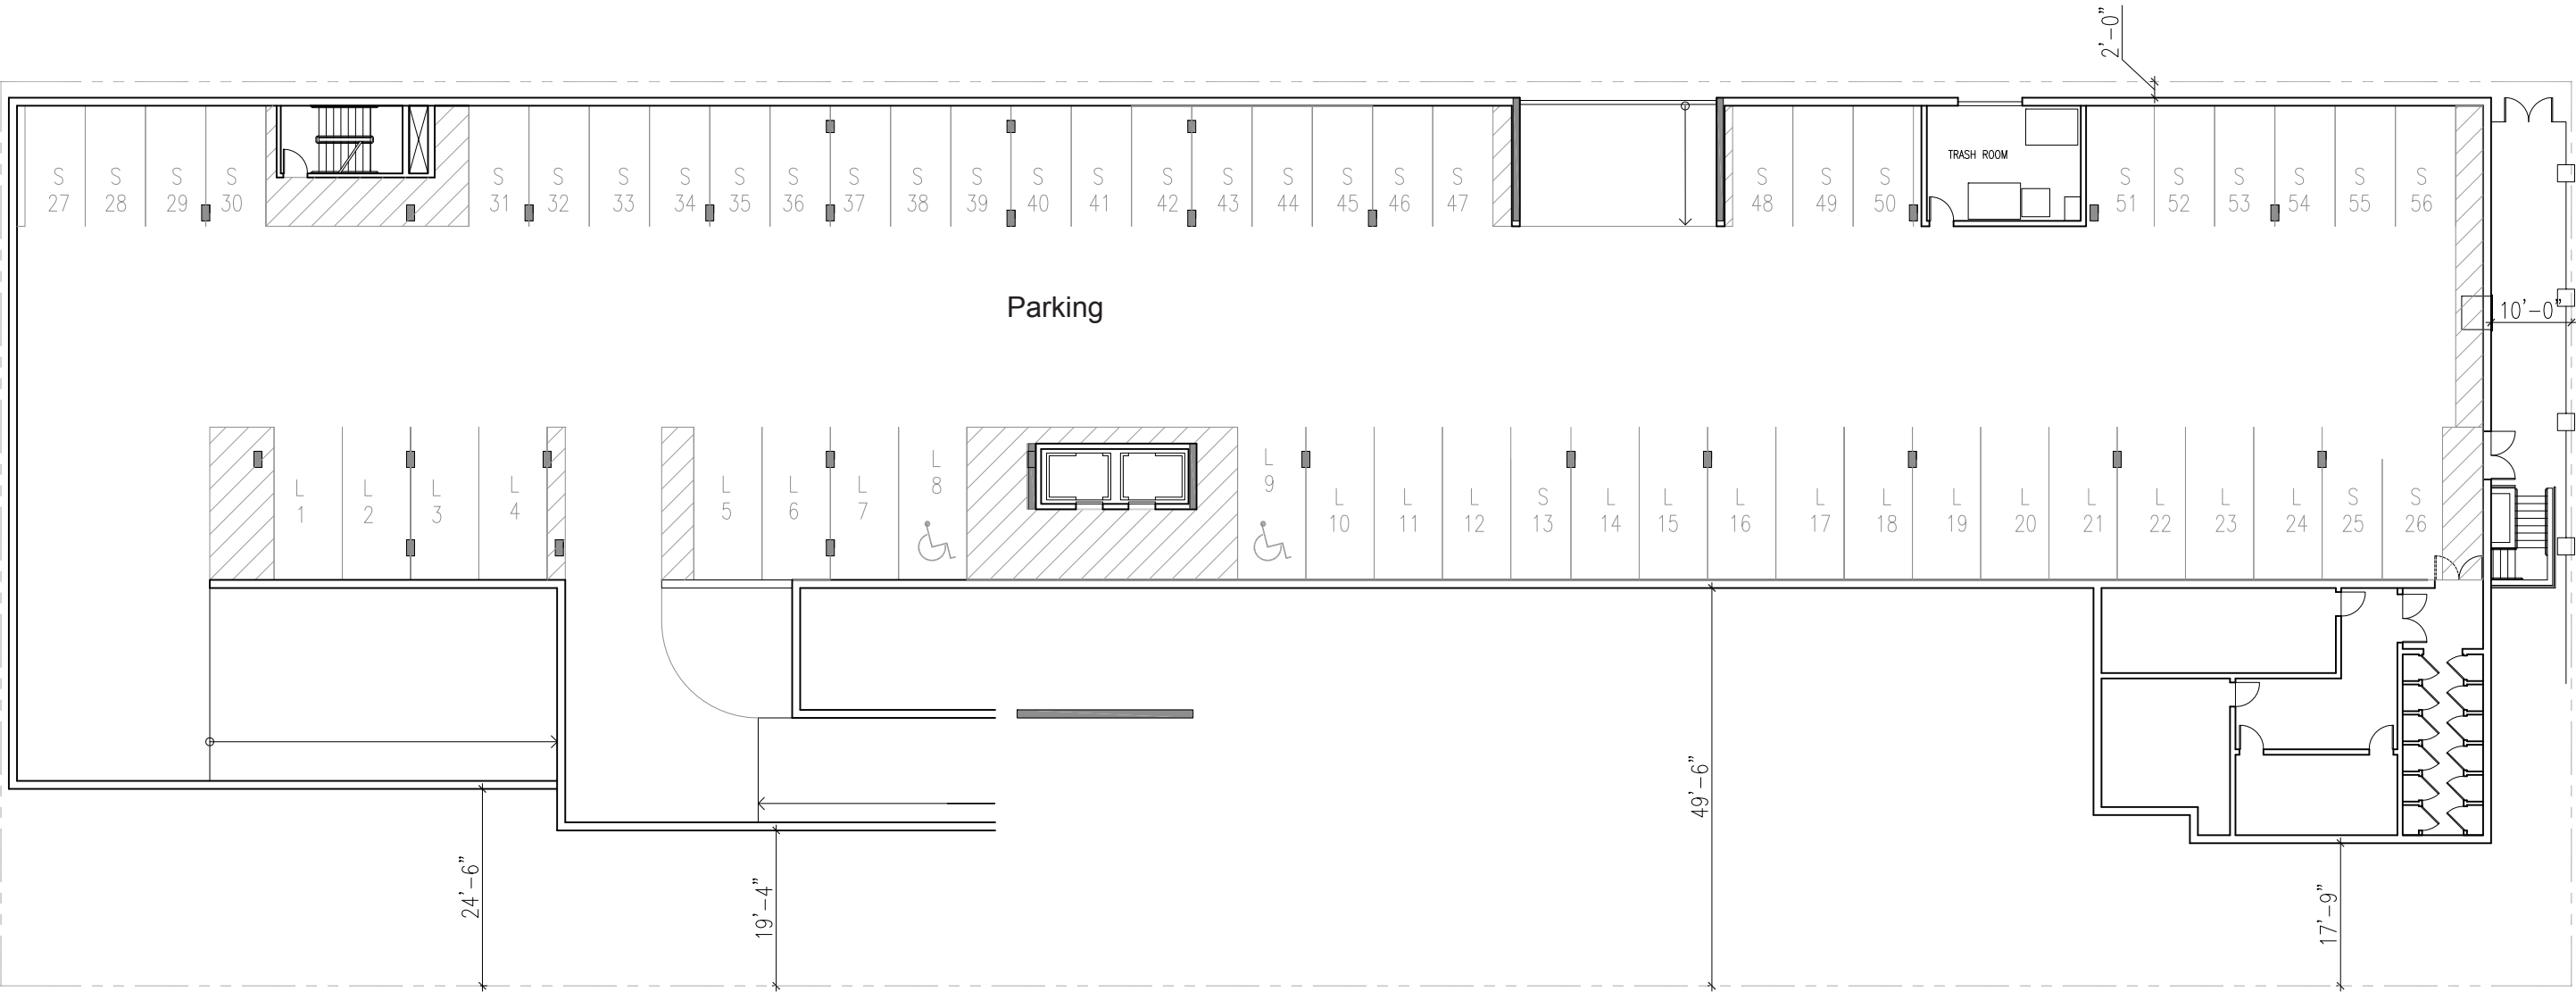 2'-0"
TRASH ROOM
S S S S S S S S S S S S S S S S S S S S S S S S S S S S S S
27 28 29 30 31 32 33 34 35 36 37 38 39 40 41 42 43 44 45 46 47 48 49 50 51 52 53 54 55 56
Parking
10'-0"
L L L L L L L L L L L L S L L L L L L L L L L L S S
1 2 3 4 5 6 7 8 9 10 11 12 13 14 15 16 17 18 19 20 21 22 23 24 25 26
24'-6"
19'-4"
49'-6"
17'-9"